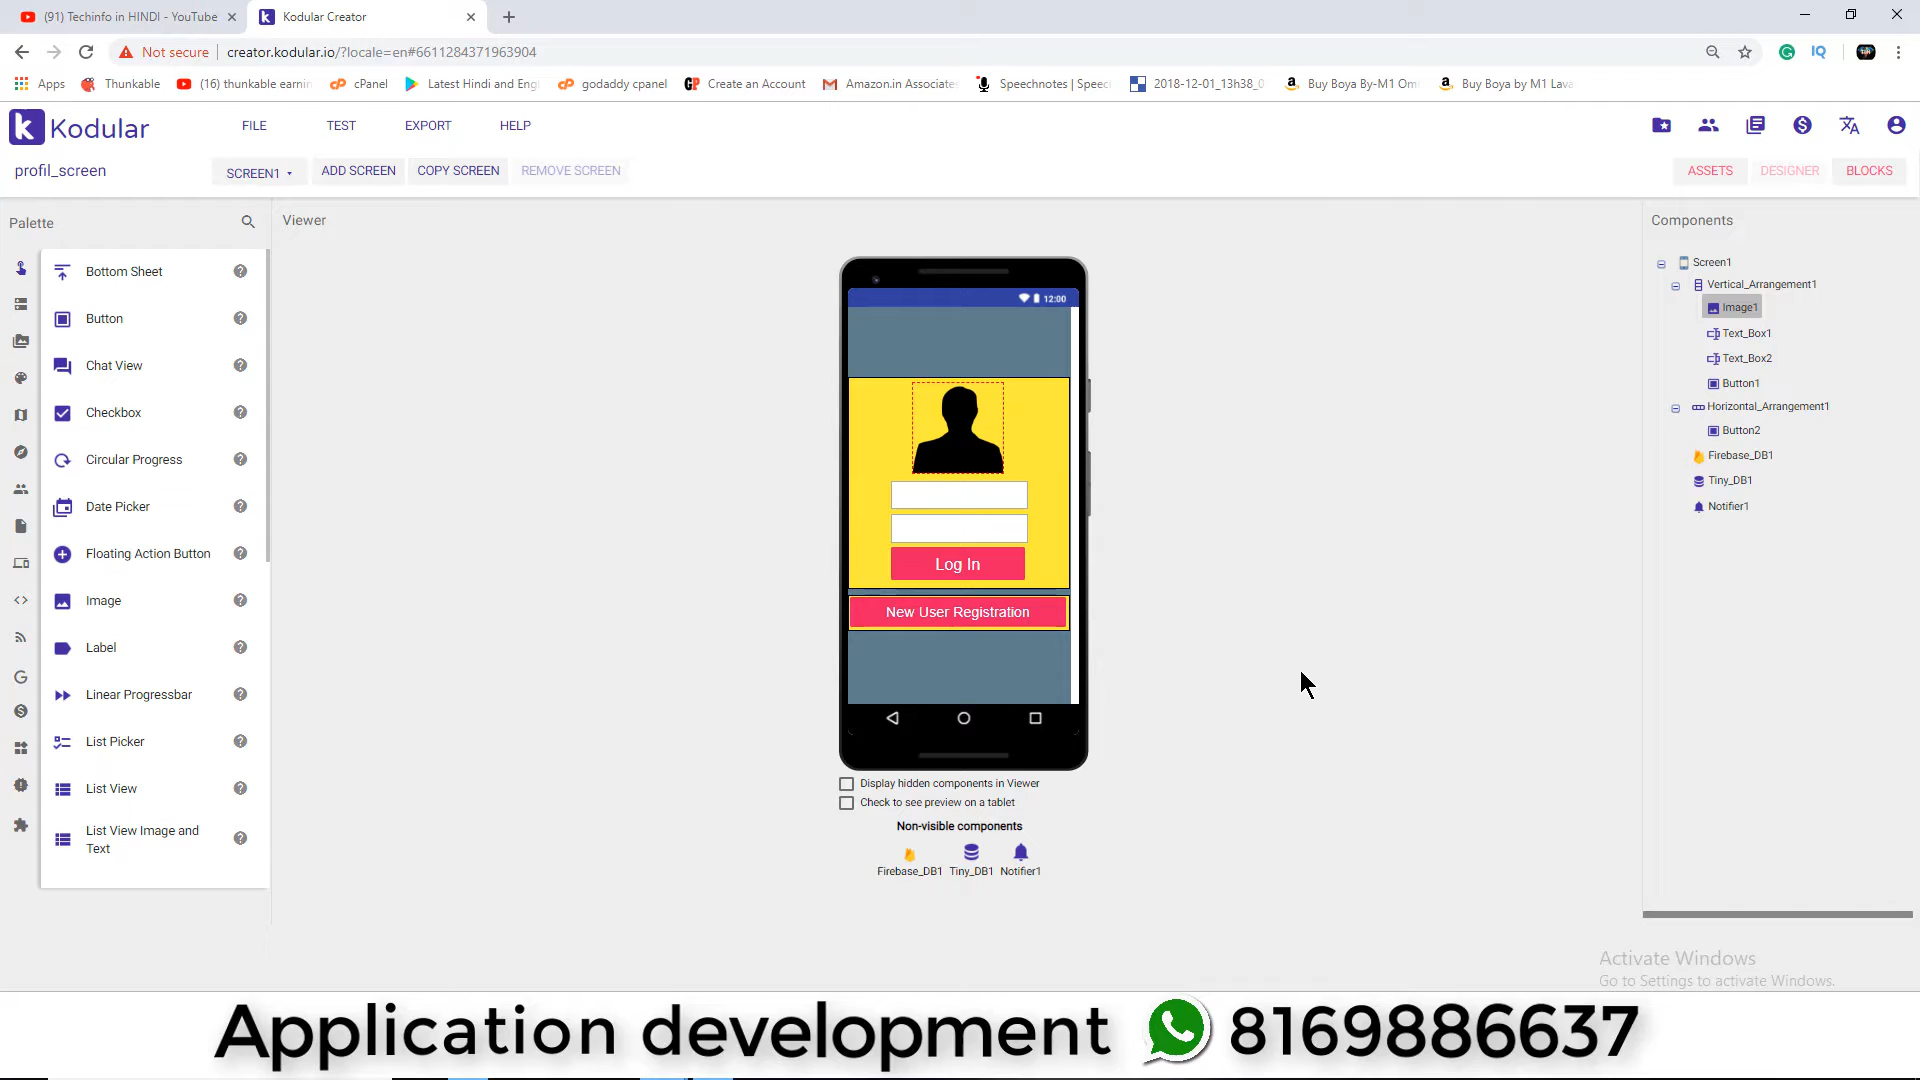 (91) Techinfo in HINDI - YouTube
Kodular Creator
Not secure
creator.kodular.io/?locale=en#6611284371963904
Apps
Thunkable
(16) thunkable earnin
cPanel
Latest Hindi and Engl
godaddy cpanel
Create an Account
Amazon.in Associate
Speechnotes | Speec
2018-12-01_13h38_0
Buy Boya By-M1 Om
Buy Boya by M1 Lava
Kodular
FILE
TEST
EXPORT
HELP
profil_screen
SCREEN1
ADD SCREEN
COPY SCREEN
REMOVE SCREEN
ASSETS
DESIGNER
BLOCKS
Palette
Viewer
Components
Bottom Sheet
Button
Chat View
Checkbox
Circular Progress
Date Picker
Floating Action Button
Image
Label
Linear Progressbar
List Picker
List View
List View Image and
Text
12:00
Log In
New User Registration
Display hidden components in Viewer
Check to see preview on a tablet
Non-visible components
Firebase_DB1
Tiny_DB1
Notifier1
Screen1
Vertical_Arrangement1
Image1
Text_Box1
Text_Box2
Button1
Horizontal_Arrangement1
Button2
Firebase_DB1
Tiny_DB1
Notifier1
Activate Windows
Go to Settings to activate Windows.
Application development 8169886637